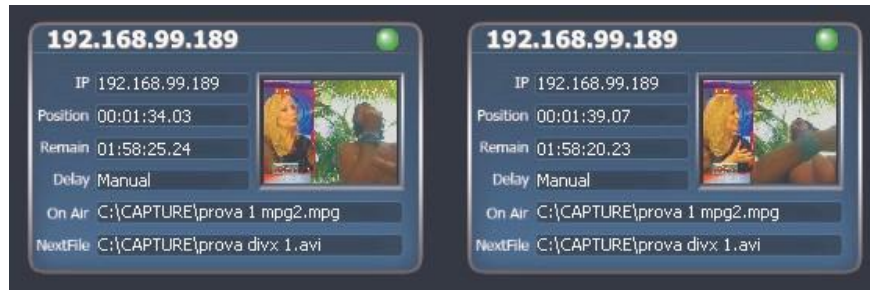 192.168.99.189
IP 192.168.99.189
Position 00:01:34.03
Remain 01:58:25.24
Delay Manual
On Air C:\CAPTURE\prova 1 mpg2.mpg
NextFile C:\CAPTURE\prova divx 1.avi
192.168.99.189
IP 192.168.99.189
Position 00:01:39.07
Remain 01:58:20.23
Delay Manual
On Air C:\CAPTURE\prova 1 mpg2.mpg
NextFile C:\CAPTURE\prova divx 1.avi